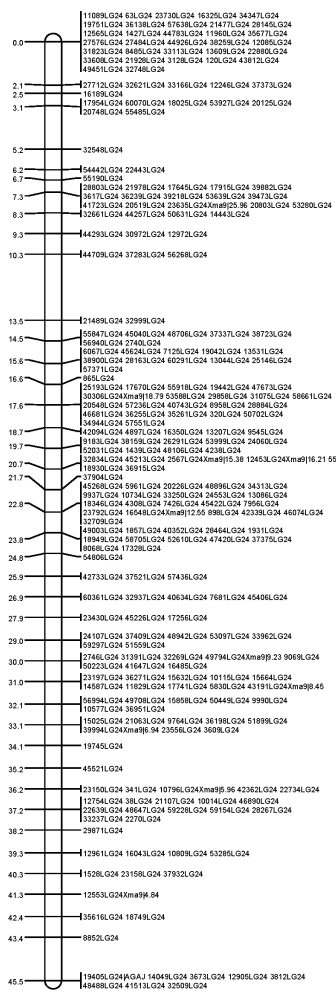 11089LG24 63LG24 23730LG24 16325LG24 34347LG24
19751LG24 36138LG24 57638LG24 21477LG24 28145LG24
12565LG24 1427LG24 44783LG24 11960LG24 35677LG24
0.0 27576LG24 27484LG24 44926LG24 38259LG24 12085LG24
31823LG24 8485LG24 33113LG24 13609LG24 22880LG24
33608LG24 21928LG24 3128LG24 120LG24 43812LG24
49451LG24 32748LG24
2.1 27712LG24 32621LG24 33166LG24 12246LG24 37373LG24
2.5 16189LG24
3.1 17954LG24 60070LG24 18025LG24 53927LG24 20125LG24
20748LG24 55485LG24
5.2 32548LG24
6.2 54442LG24 22443LG24
6.7 55190LG24
28803LG24 21978LG24 17645LG24 17915LG24 39882LG24
7.3 3617LG24 36239LG24 39218LG24 53639LG24 39473LG24
41723LG24 20519LG24 23635LG24Xma9|25.96 20803LG24 53280LG24
8.3 32661LG24 44257LG24 50631LG24 14443LG24
9.3 44293LG24 30972LG24 12972LG24
10.3 44709LG24 37283LG24 56268LG24
13.5 21489LG24 32999LG24
14.5 55847LG24 45040LG24 48706LG24 37337LG24 38723LG24
56940LG24 2740LG24
6067LG24 45624LG24 7125LG24 19042LG24 13531LG24
15.6 38900LG24 28163LG24 60291LG24 13044LG24 25146LG24
57371LG24
16.6 865LG24
25193LG24 17670LG24 55918LG24 19442LG24 47673LG24
30306LG24Xma9|18.79 53588LG24 29858LG24 31075LG24 58661LG24
17.6 20548LG24 57236LG24 40743LG24 8958LG24 28884LG24
46681LG24 36255LG24 35261LG24 320LG24 50702LG24
34944LG24 57551LG24
18.7 42094LG24 4897LG24 16350LG24 13207LG24 9545LG24
19.7 9183LG24 38159LG24 26291LG24 53999LG24 24060LG24
52031LG24 1439LG24 48106LG24 4238LG24
20.7 32834LG24 45213LG24 2567LG24Xma9|15.38 12453LG24Xma9|16.21 55
18930LG24 36915LG24
21.7 37904LG24
45268LG24 5961LG24 20226LG24 48896LG24 34313LG24
9937LG24 10734LG24 33250LG24 24553LG24 13086LG24
22.8 18346LG24 4308LG24 7426LG24 45422LG24 7956LG24
23792LG24 16548LG24Xma9|12.55 898LG24 42339LG24 46074LG24
32709LG24
49003LG24 1857LG24 40352LG24 28464LG24 1931LG24
23.8 18949LG24 58705LG24 52610LG24 47420LG24 37375LG24
8068LG24 17328LG24
24.8 54806LG24
25.9 42733LG24 37521LG24 57436LG24
26.9 60361LG24 32937LG24 40634LG24 7681LG24 45406LG24
27.9 23430LG24 45226LG24 17256LG24
29.0 24107LG24 37409LG24 48942LG24 53097LG24 33962LG24
59297LG24 51559LG24
30.0 2746LG24 31391LG24 32269LG24 49794LG24Xma9|9.23 9069LG24
50223LG24 41647LG24 16485LG24
31.0 23197LG24 36271LG24 15632LG24 10115LG24 15664LG24
14587LG24 11829LG24 17741LG24 5830LG24 43191LG24Xma9|8.45
32.1 56994LG24 49708LG24 15858LG24 50449LG24 9990LG24
10577LG24 36951LG24
33.1 15025LG24 21063LG24 9764LG24 36198LG24 51899LG24
39994LG24Xma9|6.94 23556LG24 3609LG24
34.1 19745LG24
35.2 45521LG24
36.2 23150LG24 341LG24 10796LG24Xma9|5.96 42362LG24 22734LG24
12754LG24 38LG24 21107LG24 10014LG24 46890LG24
37.2 22639LG24 48647LG24 59228LG24 59154LG24 28267LG24
33237LG24 2270LG24
38.2 29871LG24
39.3 12961LG24 16043LG24 10809LG24 53285LG24
40.3 1528LG24 23158LG24 37932LG24
41.3 12553LG24Xma9|4.84
42.4 35616LG24 18749LG24
43.4 8852LG24
45.5 19405LG24|AGAJ 14049LG24 3673LG24 12905LG24 3812LG24
48488LG24 41513LG24 32509LG24